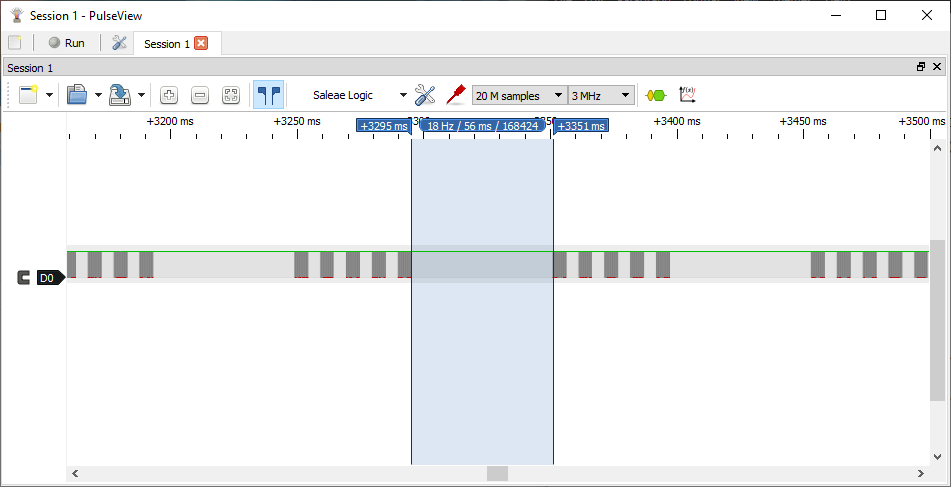 Session 1 - PulseView
Run
Session 1
Session 1
Saleae Logic
20 M samples
3 MHz
+3200 ms
+3250 ms
+3295 ms
18 Hz / 56 ms / 168424
+3351 ms
+3400 ms
+3450 ms
+3500 ms
D0